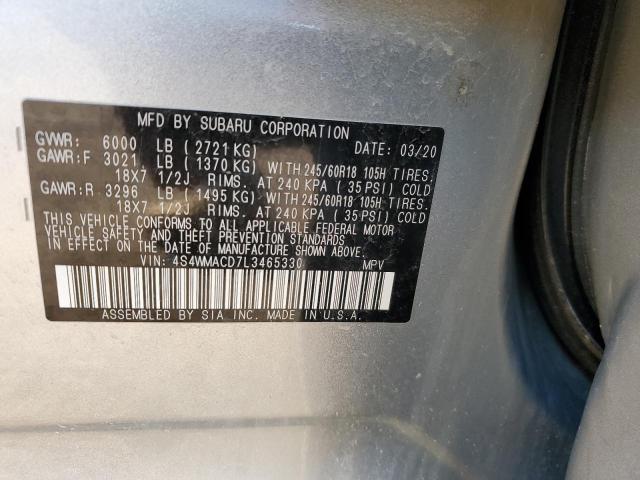 MFD BY SUBARU CORPORATION
GVWR: 6000 LB (2721 KG) DATE: 03/20
GAWR:F 3021 LB (1370 KG) WITH 245/60R18 105H TIRES.
18X7 1/2J RIMS. AT 240 KPA (35 PSI) COLD
GAWR:R 3296 LB (1495 KG) WITH 245/60R18 105H TIRES.
18X7 1/2J RIMS. AT 240 KPA (35 PSI) COLD
THIS VEHICLE CONFORMS TO ALL APPLICABLE FEDERAL MOTOR
VEHICLE SAFETY AND THEFT PREVENTION STANDARDS
IN EFFECT ON THE DATE OF MANUFACTURE SHOWN ABOVE.
VIN: 4S4WMACD7L3465330 MPV
ASSEMBLED BY SIA INC. MADE IN U.S.A.